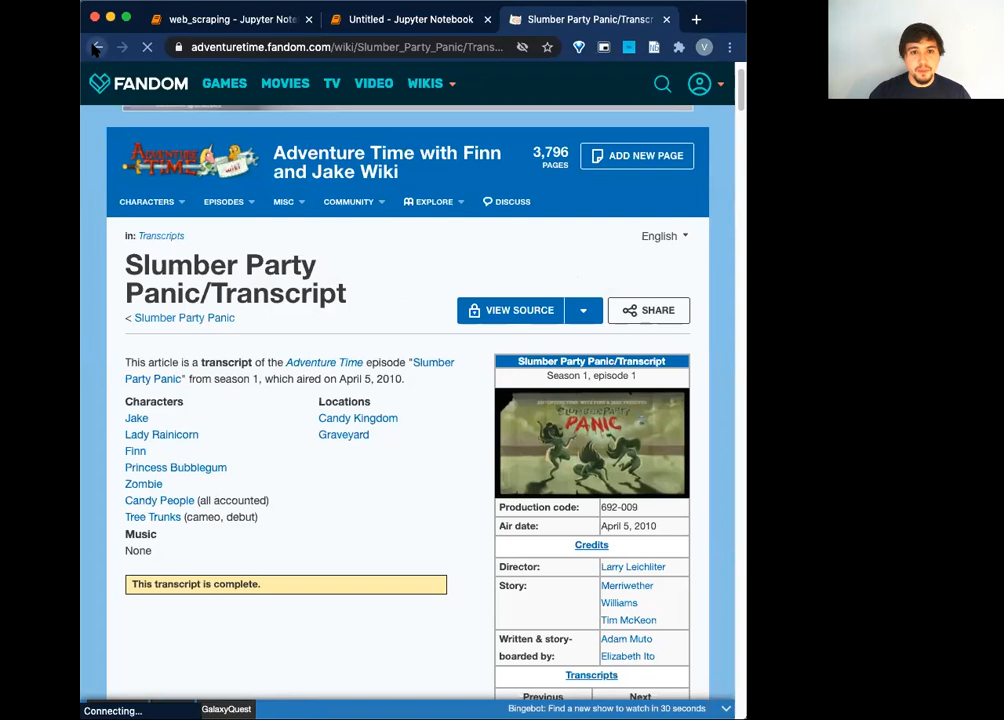 web_scraping - Jupyter Note
Untitled - Jupyter Notebook
Slumber Party Panic/Transcr
adventuretime.fandom.com/wiki/Slumber_Party_Panic/Trans...
V
FANDOM
GAMES
MOVIES
TV
VIDEO
WIKIS
ADVENTURE TIME wiki
Adventure Time with Finn
and Jake Wiki
3,796
PAGES
ADD NEW PAGE
CHARACTERS
EPISODES
MISC
COMMUNITY
EXPLORE
DISCUSS
in: Transcripts
English
Slumber Party
Panic/Transcript
< Slumber Party Panic
VIEW SOURCE
SHARE
This article is a transcript of the Adventure Time episode "Slumber
Party Panic" from season 1, which aired on April 5, 2010.
Characters
Jake
Lady Rainicorn
Finn
Princess Bubblegum
Zombie
Candy People (all accounted)
Tree Trunks (cameo, debut)
Music
None
Locations
Candy Kingdom
Graveyard
This transcript is complete.
Slumber Party Panic/Transcript
Season 1, episode 1
SLUMBER PARTY
PANIC
Production code: 692-009
Air date: April 5, 2010
Credits
Director: Larry Leichliter
Story: Merriwether
Williams
Tim McKeon
Written & story- Adam Muto
boarded by: Elizabeth Ito
Transcripts
Previous Next
Connecting...
GalaxyQuest
Bingebot: Find a new show to watch in 30 seconds